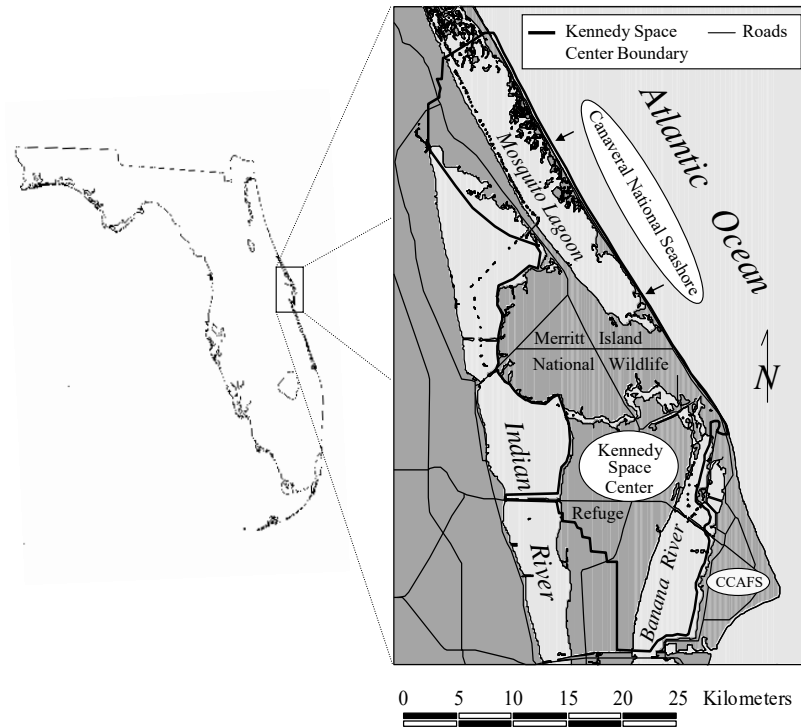 Kennedy Space
Center Boundary
Roads
Atlantic Ocean
Canaveral National Seashore
Mosquito Lagoon
N
Merritt Island
National Wildlife
Indian
Kennedy
Space
Center
Refuge
River
Banana River
CCAFS
0 5 10 15 20 25 Kilometers